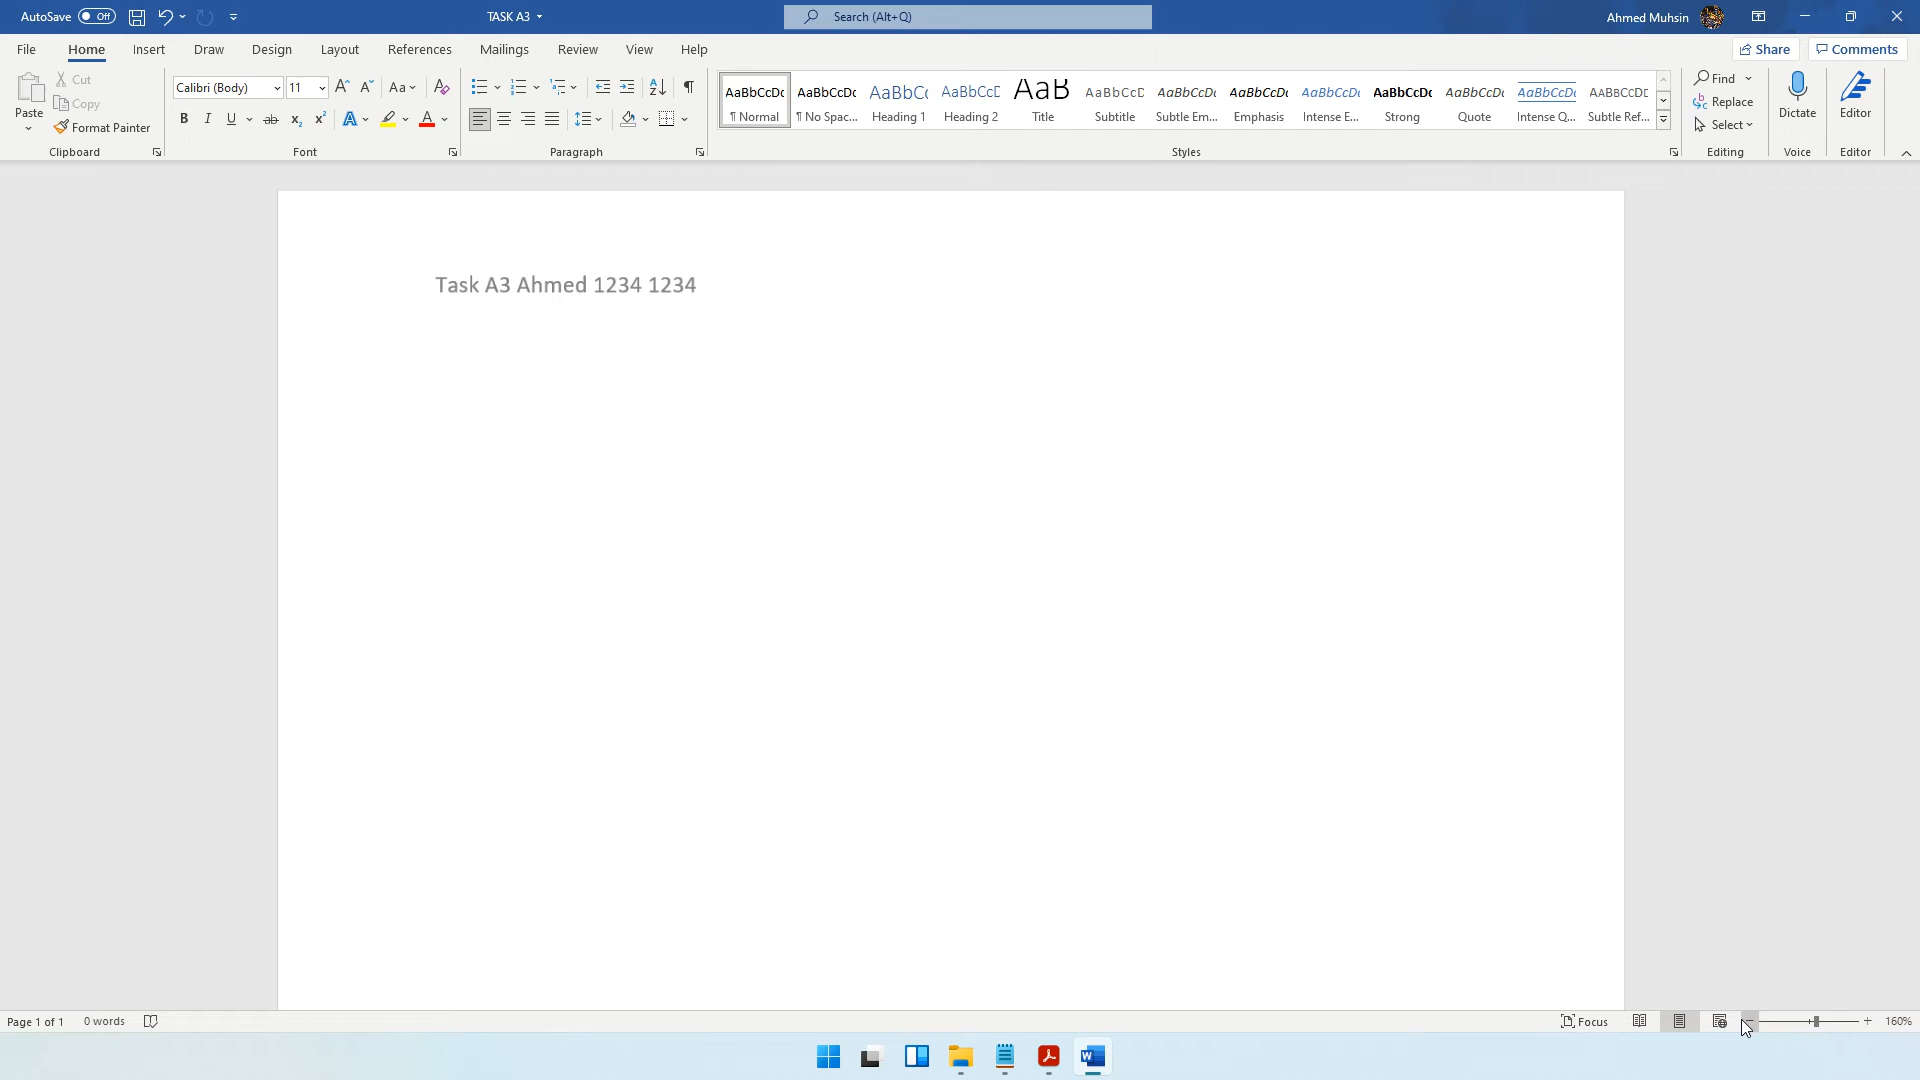 AutoSave Off TASK A3 Search (Alt+Q) Ahmed Muhsin
File Home Insert Draw Design Layout References Mailings Review View Help Share Comments
Paste
Cut
Copy
Format Painter
Clipboard
Calibri (Body) 11
Font
Paragraph
AaBbCcDc AaBbCcDc AaBbCc AaBbCcD AaB AaBbCcD AaBbCcDc AaBbCcDc AaBbCcDc AaBbCcDc AaBbCcDc AaBbCcDc AABBCCDE
¶ Normal ¶ No Spac... Heading 1 Heading 2 Title Subtitle Subtle Em... Emphasis Intense E... Strong Quote Intense Q... Subtle Ref...
Styles
Find
Replace
Select
Editing
Dictate
Voice
Editor
Editor
Task A3 Ahmed 1234 1234
Page 1 of 1 0 words Focus 160%